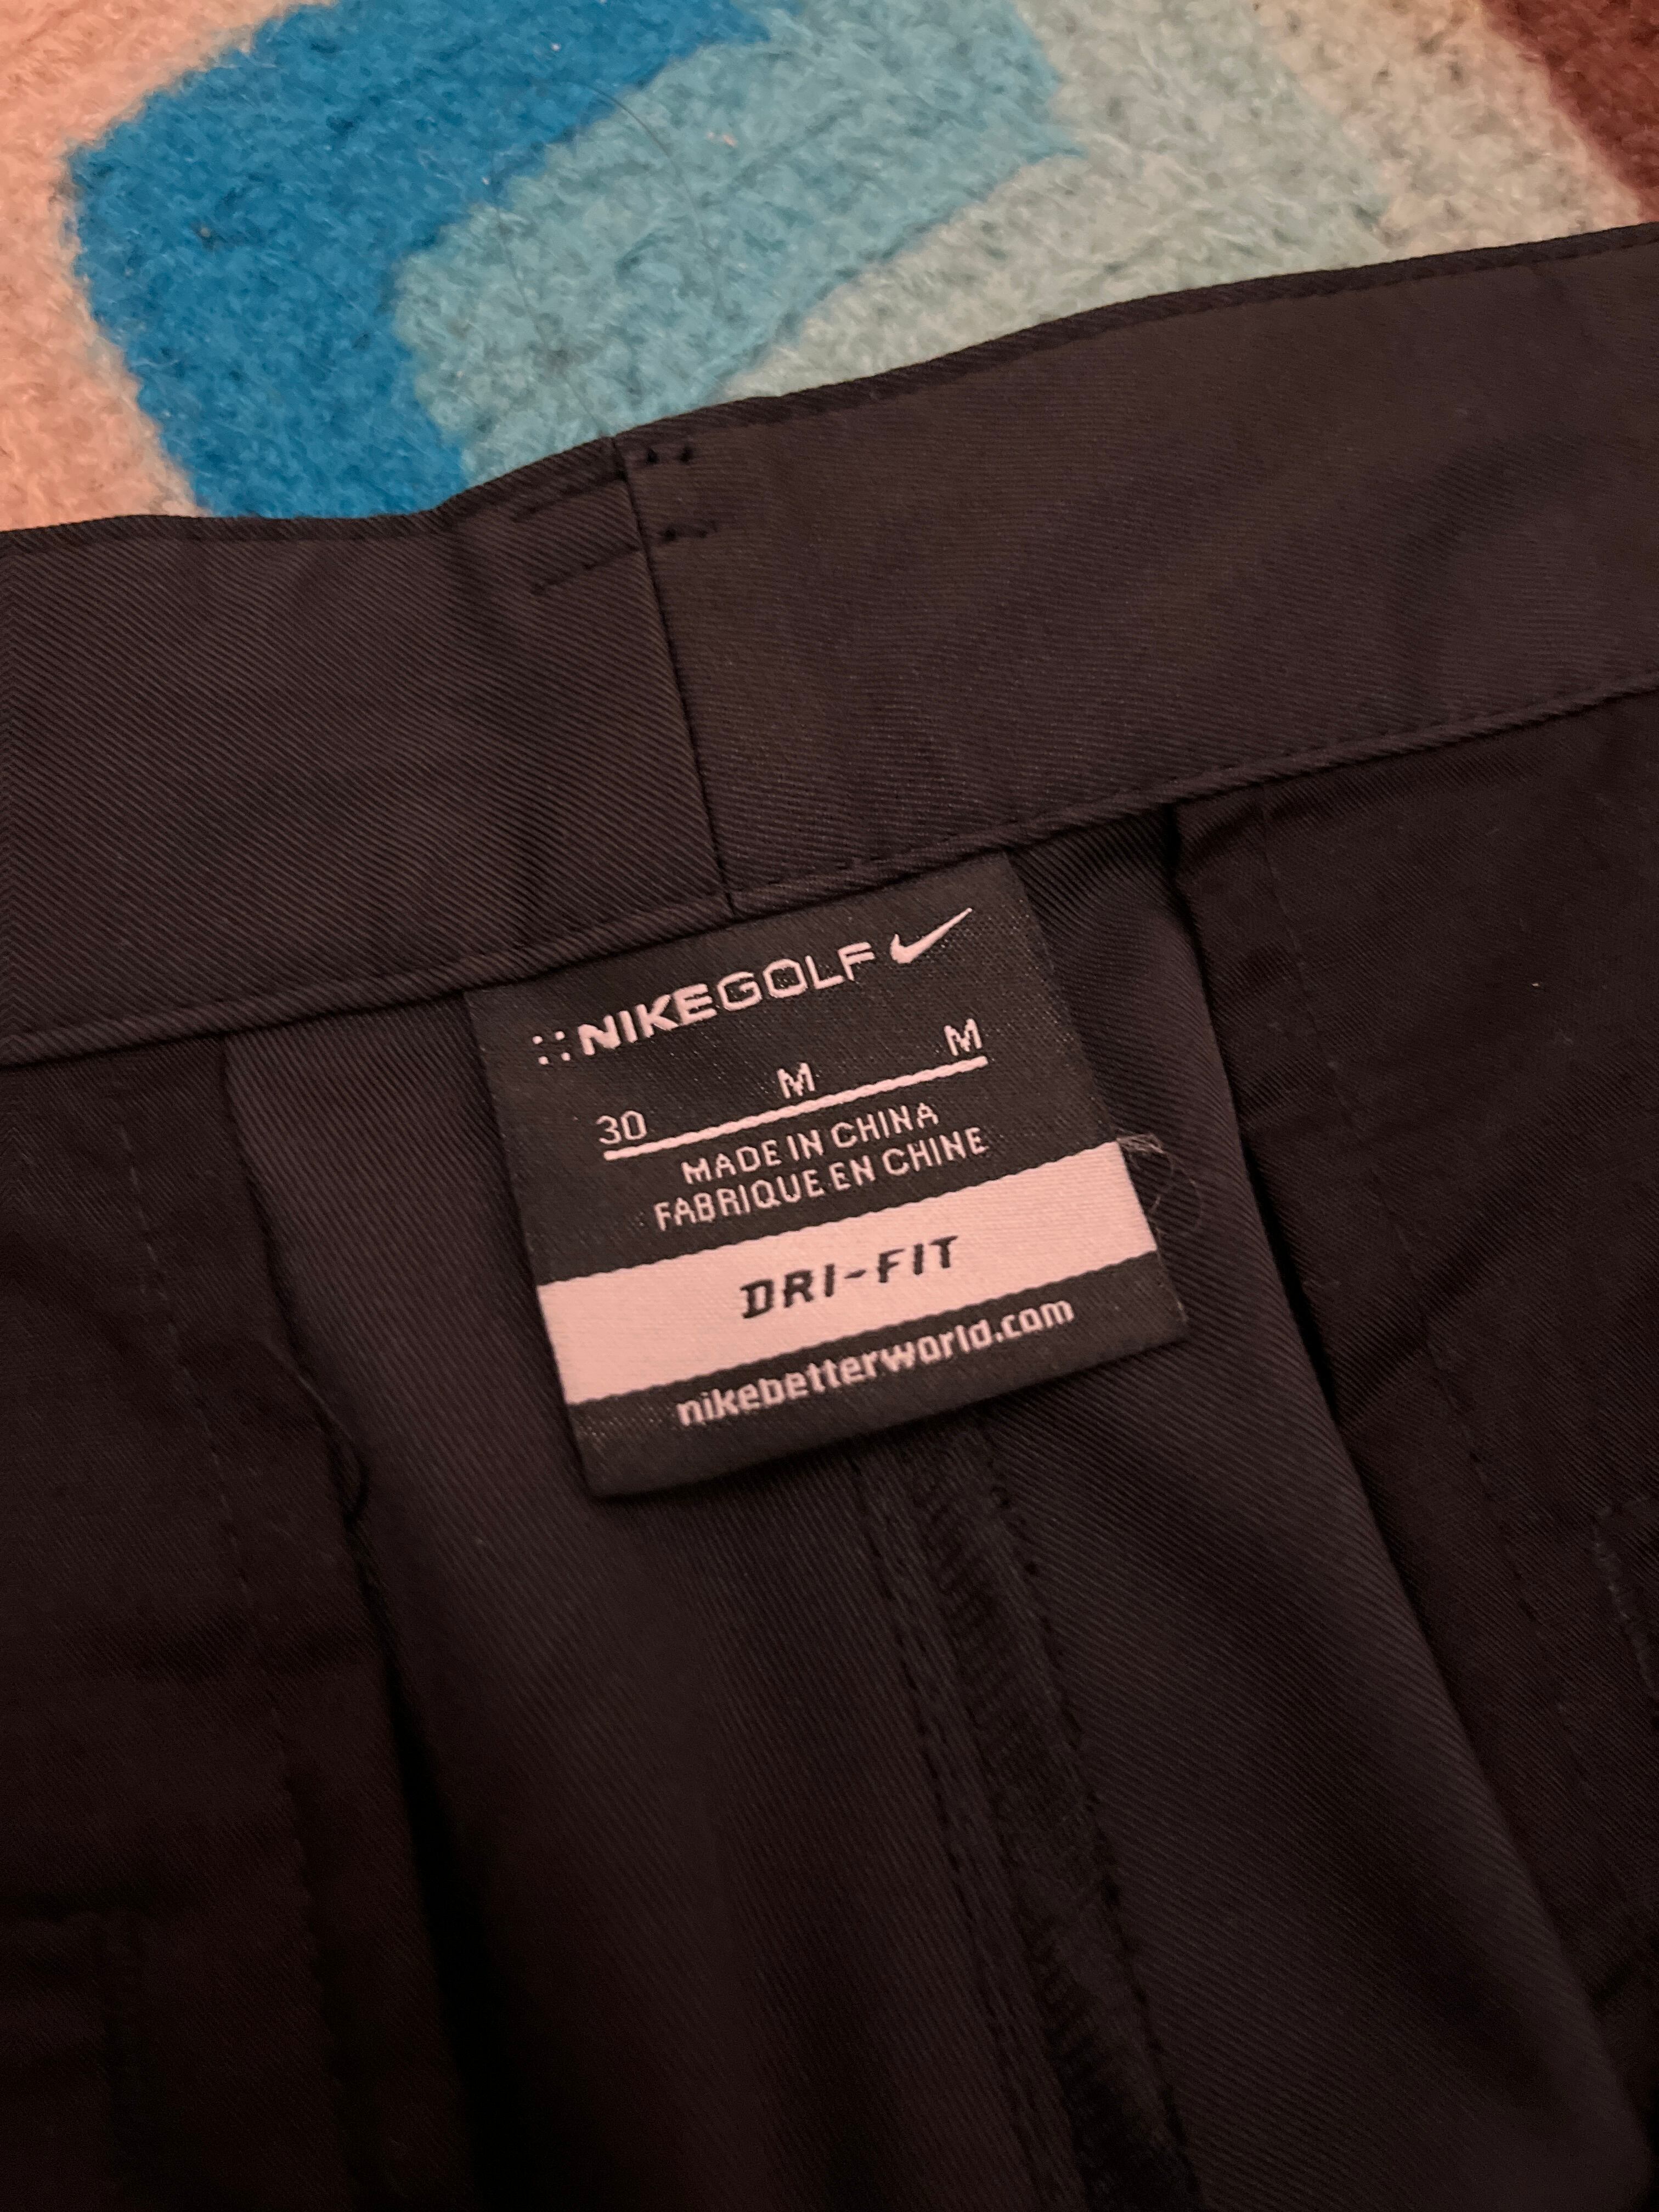 NIKEGOLF
30 M M
MADE IN CHINA
FABRIQUE EN CHINE
DRI-FIT
nikebetterworld.com